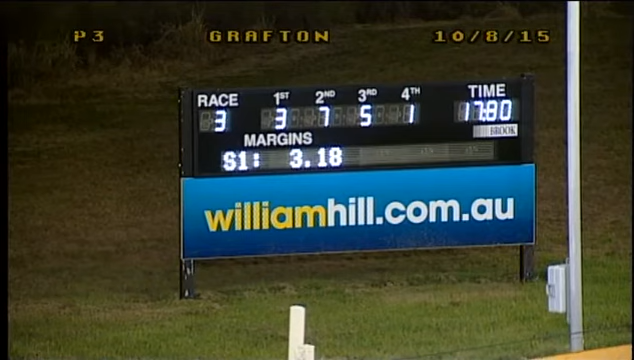 P3 GRAFTON 10/8/15
RACE 1ST 2ND 3RD 4TH TIME
3 3 7 5 1 17.80
BROOK
MARGINS
S1: 3.18
williamhill.com.au